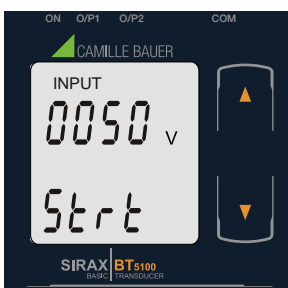 ON O/P1 O/P2 COM
CAMILLE BAUER
INPUT
0050 V
Strt
SIRAX BT5100
BASIC TRANSDUCER